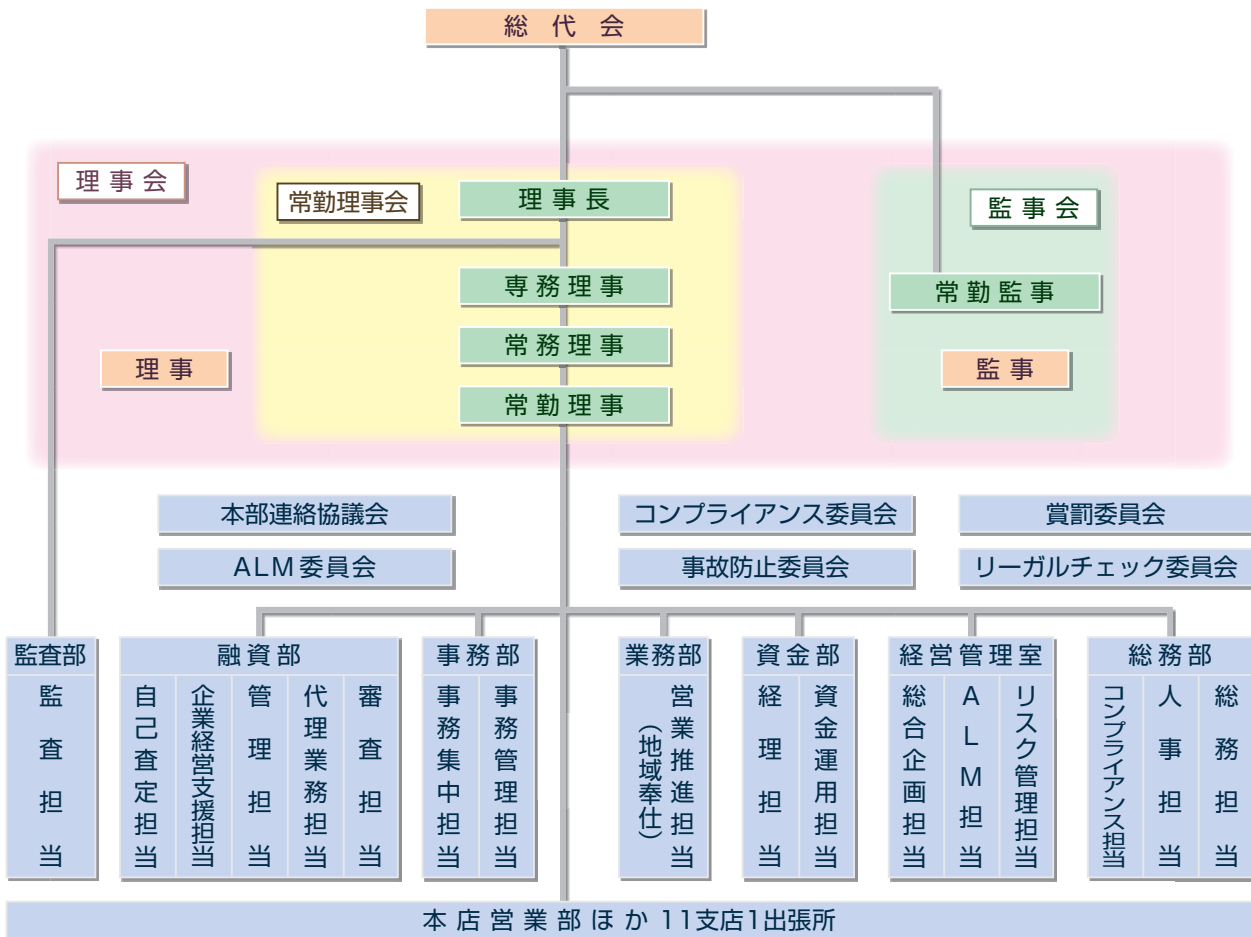 総代会
理事会
常勤理事会
理事長
監事会
専務理事
常勤監事
常務理事
理事
監事
常勤理事
本部連絡協議会
コンプライアンス委員会
賞罰委員会
ALM委員会
事故防止委員会
リーガルチェック委員会
監査部
監査担当
融資部
自己査定担当
企業経営支援担当
管理担当
代理業務担当
審査担当
事務部
事務集中担当
事務管理担当
業務部
営業推進担当
（地域奉仕）
資金部
経理担当
資金運用担当
経営管理室
総合企画担当
ALM担当
リスク管理担当
総務部
コンプライアンス担当
人事担当
総務担当
本店営業部ほか11支店1出張所